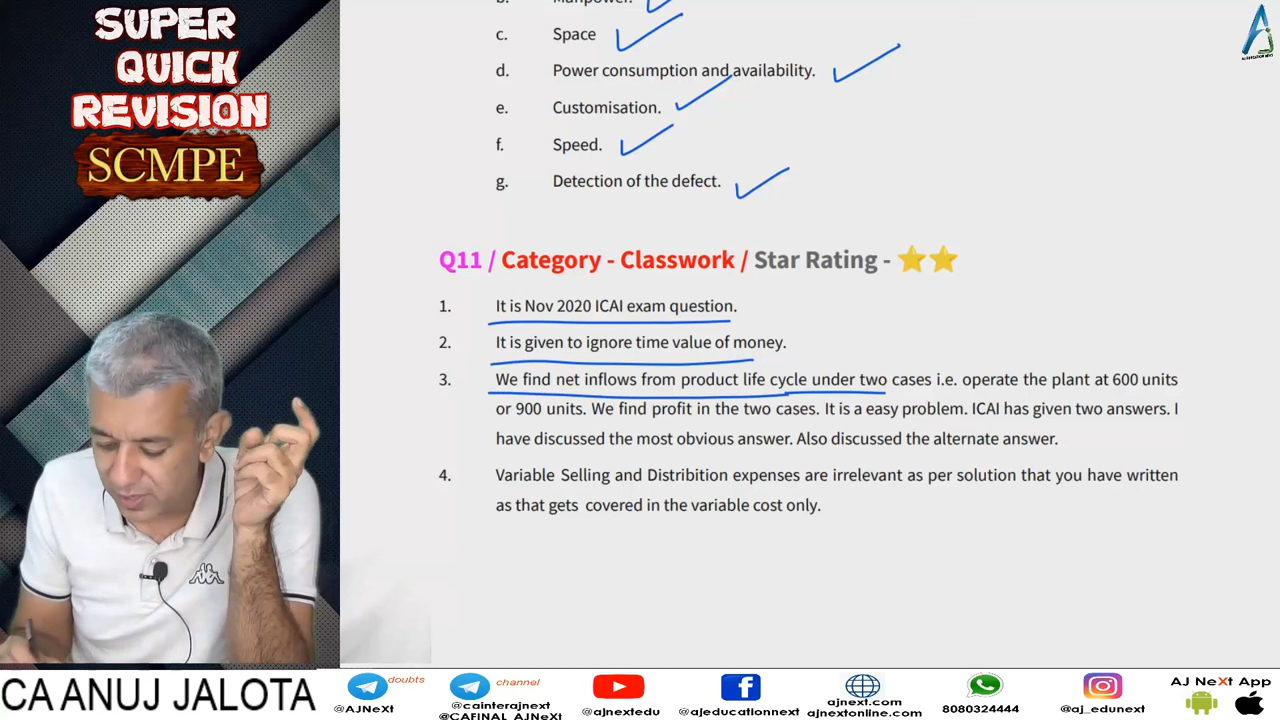 SUPER
QUICK
REVISION
SCMPE
b. Manpower.
c. Space
d. Power consumption and availability.
e. Customisation.
f. Speed.
g. Detection of the defect.
Q11 / Category - Classwork / Star Rating - ⭐⭐
1. It is Nov 2020 ICAI exam question.
2. It is given to ignore time value of money.
3. We find net inflows from product life cycle under two cases i.e. operate the plant at 600 units
or 900 units. We find profit in the two cases. It is a easy problem. ICAI has given two answers. I
have discussed the most obvious answer. Also discussed the alternate answer.
4. Variable Selling and Distribition expenses are irrelevant as per solution that you have written
as that gets covered in the variable cost only.
CA ANUJ JALOTA
doubts
@AJNeXt
channel
@cainterajnext
@CAFINAL_AJNeXt
@ajnextedu
@ajeducationnext
ajnext.com
ajnextonline.com
8080324444
@aj_edunext
AJ NeXt App